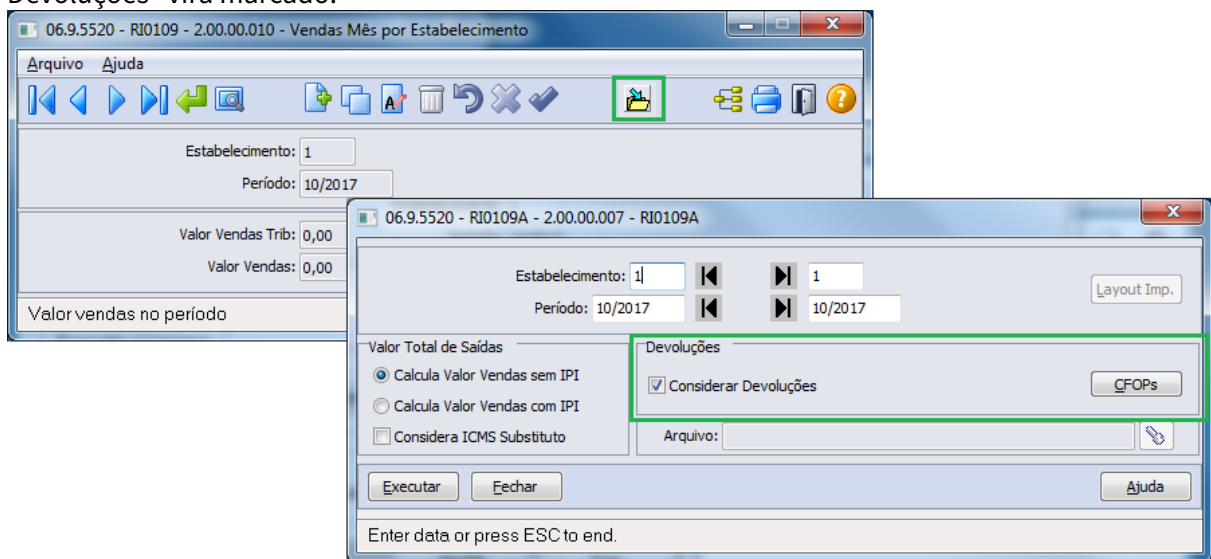 Devoluções" virá marcado.
06.9.5520 - RI0109 - 2.00.00.010 - Vendas Mês por Estabelecimento
Arquivo Ajuda
Estabelecimento: 1
Período: 10/2017
Valor Vendas Trib: 0,00
Valor Vendas: 0,00
Valor vendas no período
06.9.5520 - RI0109A - 2.00.00.007 - RI0109A
Estabelecimento: 1 1
Layout Imp.
Período: 10/2017 10/2017
Valor Total de Saídas
Calcula Valor Vendas sem IPI
Calcula Valor Vendas com IPI
Considera ICMS Substituto
Devoluções
Considerar Devoluções
CFOPs
Arquivo:
Executar Fechar Ajuda
Enter data or press ESC to end.